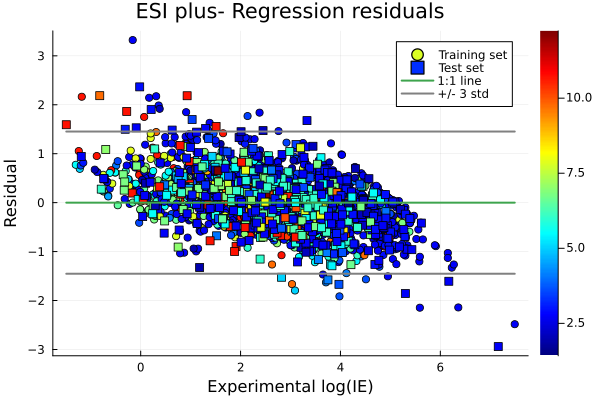 ESI plus- Regression residuals
Training set
Test set
1:1 line
+/- 3 std
3
2
1
0
−1
−2
−3
Residual
0
2
4
6
Experimental log(IE)
10.0
7.5
5.0
2.5